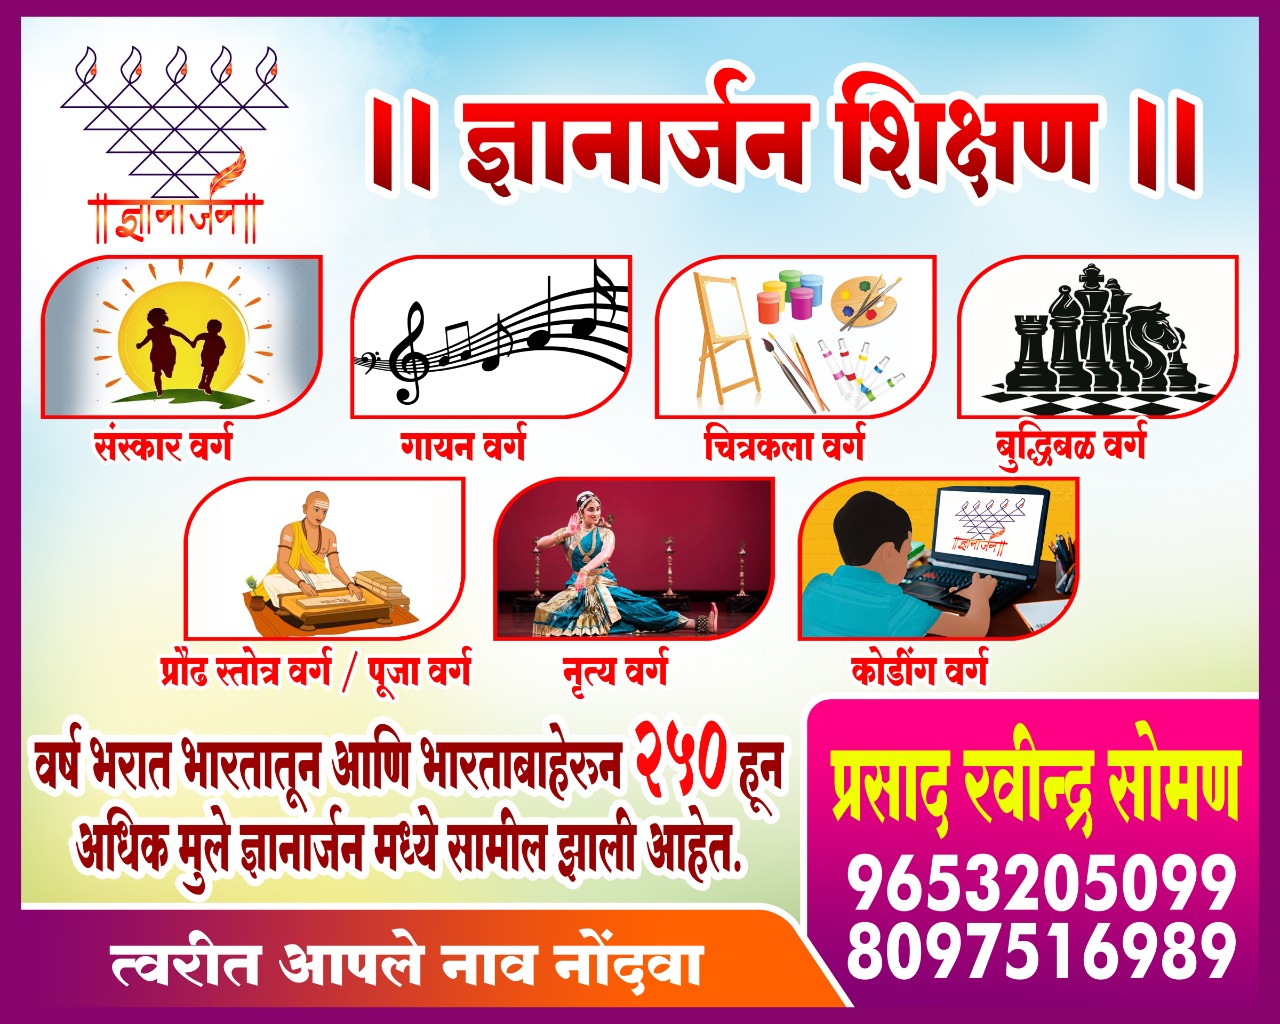 ॥ ज्ञानार्जन ॥
॥ ज्ञानार्जन शिक्षण ॥
संस्कार वर्ग
गायन वर्ग
चित्रकला वर्ग
बुद्धिबळ वर्ग
॥ ज्ञानार्जन ॥
प्रौढ स्तोत्र वर्ग / पूजा वर्ग
नृत्य वर्ग
कोडींग वर्ग
वर्ष भरात भारतातून आणि भारताबाहेरुन २५० हून
अधिक मुले ज्ञानार्जन मध्ये सामील झाली आहेत.
त्वरीत आपले नाव नोंदवा
प्रसाद रवीन्द्र सोमण
9653205099
8097516989